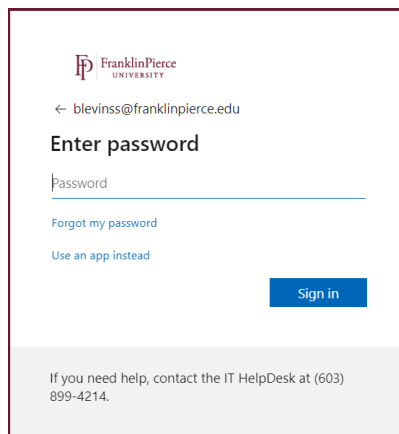 FP FranklinPierce
UNIVERSITY
← blevinss@franklinpierce.edu
Enter password
Password
Forgot my password
Use an app instead
Sign in
If you need help, contact the IT HelpDesk at (603)
899-4214.